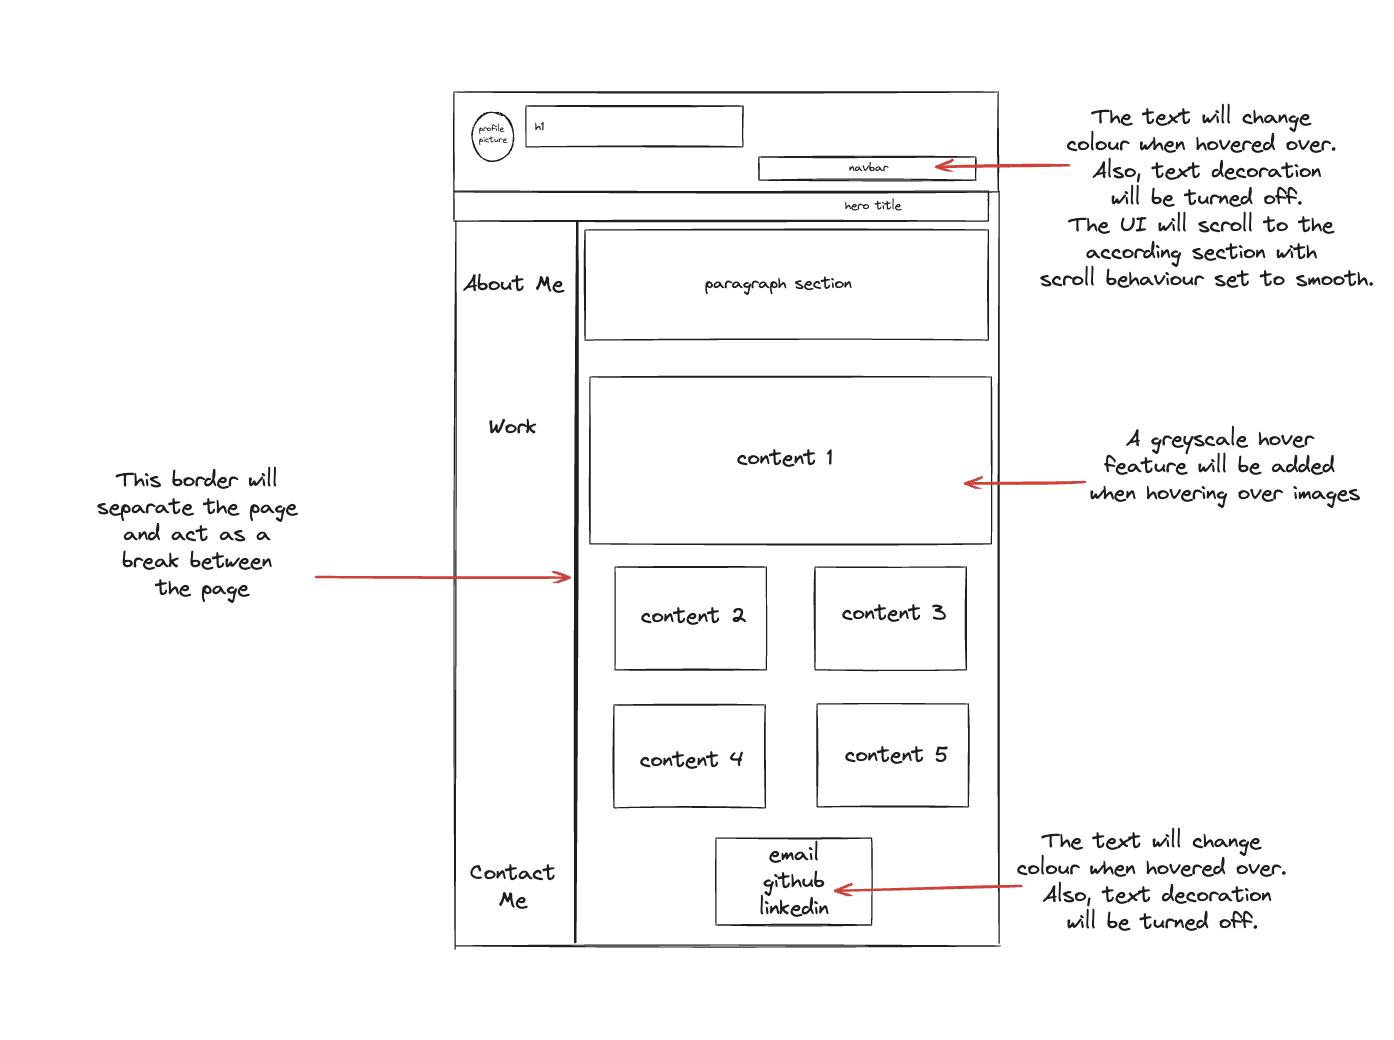 profile
picture
h1
navbar
The text will change
colour when hovered over.
Also, text decoration
will be turned off.
The UI will scroll to the
according section with
scroll behaviour set to smooth.
hero title
About Me
paragraph section
Work
content 1
A greyscale hover
feature will be added
when hovering over images
This border will
separate the page
and act as a
break between
the page
content 2
content 3
content 4
content 5
Contact
Me
email
github
linkedin
The text will change
colour when hovered over.
Also, text decoration
will be turned off.